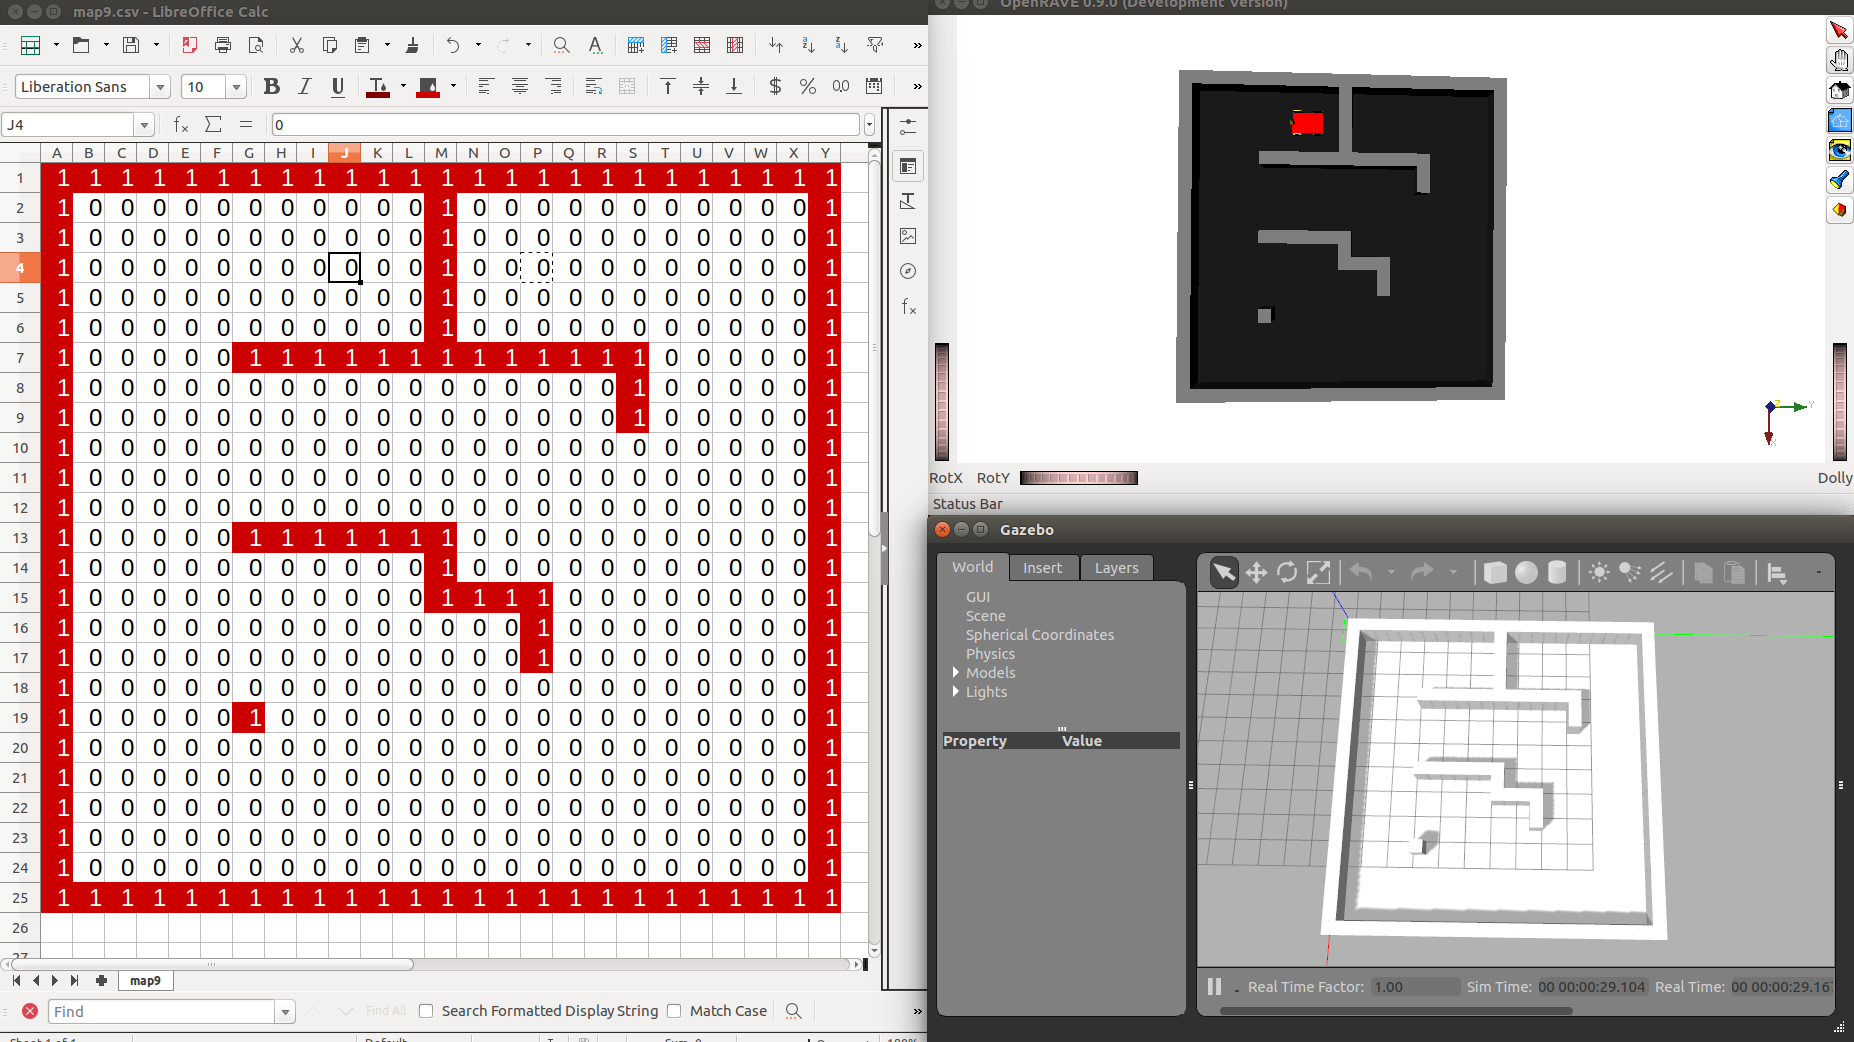 map9.csv - LibreOffice Calc
Liberation Sans 10
J4 0
A B C D E F G H I J K L M N O P Q R S T U V W X Y
1 1 1 1 1 1 1 1 1 1 1 1 1 1 1 1 1 1 1 1 1 1 1 1 1 1
2 1 0 0 0 0 0 0 0 0 0 0 0 1 0 0 0 0 0 0 0 0 0 0 0 1
3 1 0 0 0 0 0 0 0 0 0 0 0 1 0 0 0 0 0 0 0 0 0 0 0 1
4 1 0 0 0 0 0 0 0 0 0 0 0 1 0 0 0 0 0 0 0 0 0 0 0 1
5 1 0 0 0 0 0 0 0 0 0 0 0 1 0 0 0 0 0 0 0 0 0 0 0 1
6 1 0 0 0 0 0 0 0 0 0 0 0 1 0 0 0 0 0 0 0 0 0 0 0 1
7 1 0 0 0 0 0 1 1 1 1 1 1 1 1 1 1 1 1 1 0 0 0 0 0 1
8 1 0 0 0 0 0 0 0 0 0 0 0 0 0 0 0 0 0 1 0 0 0 0 0 1
9 1 0 0 0 0 0 0 0 0 0 0 0 0 0 0 0 0 0 1 0 0 0 0 0 1
10 1 0 0 0 0 0 0 0 0 0 0 0 0 0 0 0 0 0 0 0 0 0 0 0 1
11 1 0 0 0 0 0 0 0 0 0 0 0 0 0 0 0 0 0 0 0 0 0 0 0 1
12 1 0 0 0 0 0 0 0 0 0 0 0 0 0 0 0 0 0 0 0 0 0 0 0 1
13 1 0 0 0 0 0 1 1 1 1 1 1 1 0 0 0 0 0 0 0 0 0 0 0 1
14 1 0 0 0 0 0 0 0 0 0 0 0 1 0 0 0 0 0 0 0 0 0 0 0 1
15 1 0 0 0 0 0 0 0 0 0 0 0 1 1 1 1 0 0 0 0 0 0 0 0 1
16 1 0 0 0 0 0 0 0 0 0 0 0 0 0 0 1 0 0 0 0 0 0 0 0 1
17 1 0 0 0 0 0 0 0 0 0 0 0 0 0 0 1 0 0 0 0 0 0 0 0 1
18 1 0 0 0 0 0 0 0 0 0 0 0 0 0 0 0 0 0 0 0 0 0 0 0 1
19 1 0 0 0 0 0 1 0 0 0 0 0 0 0 0 0 0 0 0 0 0 0 0 0 1
20 1 0 0 0 0 0 0 0 0 0 0 0 0 0 0 0 0 0 0 0 0 0 0 0 1
21 1 0 0 0 0 0 0 0 0 0 0 0 0 0 0 0 0 0 0 0 0 0 0 0 1
22 1 0 0 0 0 0 0 0 0 0 0 0 0 0 0 0 0 0 0 0 0 0 0 0 1
23 1 0 0 0 0 0 0 0 0 0 0 0 0 0 0 0 0 0 0 0 0 0 0 0 1
24 1 0 0 0 0 0 0 0 0 0 0 0 0 0 0 0 0 0 0 0 0 0 0 0 1
25 1 1 1 1 1 1 1 1 1 1 1 1 1 1 1 1 1 1 1 1 1 1 1 1 1
26
27
map9
Find Find All Search Formatted Display String Match Case
Sheet 1 of 1 Default Sum=0 100%
OpenRAVE 0.9.0 (Development Version)
Z Y
X
RotX RotY Dolly
Status Bar
Gazebo
World Insert Layers
GUI
Scene
Spherical Coordinates
Physics
Models
Lights
Property Value
Real Time Factor: 1.00 Sim Time: 00 00:00:29.104 Real Time: 00 00:00:29.167